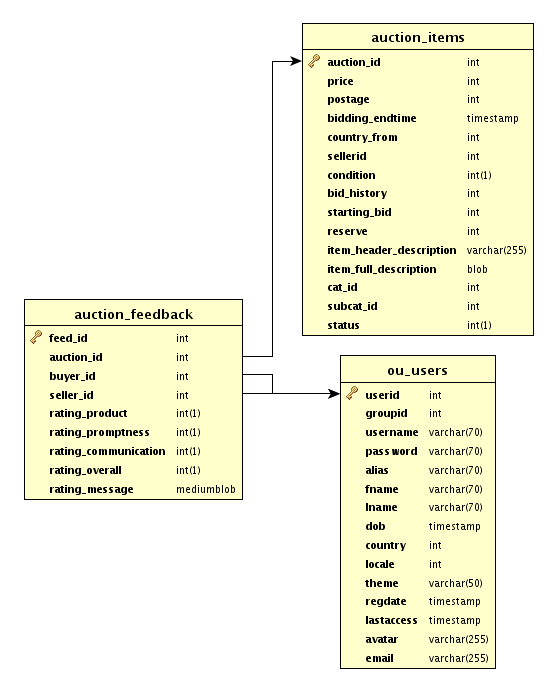 auction_items
auction_id int
price int
postage int
bidding_endtime timestamp
country_from int
sellerid int
condition int(1)
bid_history int
starting_bid int
reserve int
item_header_description varchar(255)
item_full_description blob
cat_id int
subcat_id int
status int(1)
auction_feedback
feed_id int
auction_id int
buyer_id int
seller_id int
rating_product int(1)
rating_promptness int(1)
rating_communication int(1)
rating_overall int(1)
rating_message mediumblob
ou_users
userid int
groupid int
username varchar(70)
password varchar(70)
alias varchar(70)
fname varchar(70)
lname varchar(70)
dob timestamp
country int
locale int
theme varchar(50)
regdate timestamp
lastaccess timestamp
avatar varchar(255)
email varchar(255)